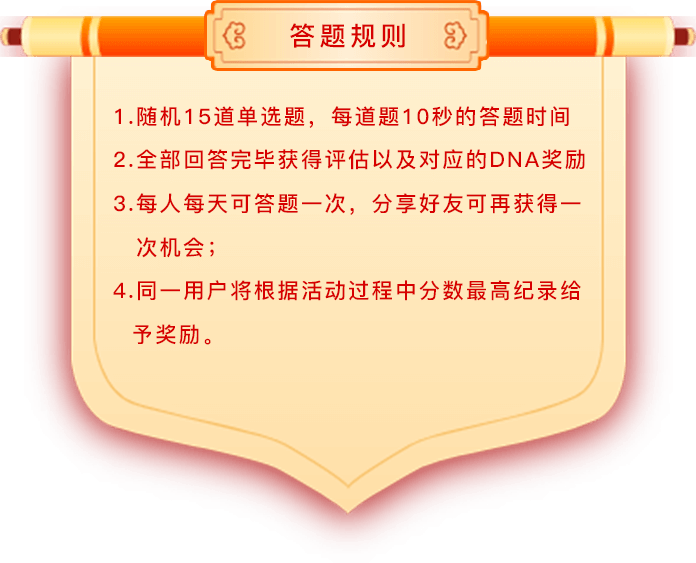 答题规则
1.随机15道单选题，每道题10秒的答题时间
2.全部回答完毕获得评估以及对应的DNA奖励
3.每人每天可答题一次，分享好友可再获得一
次机会；
4.同一用户将根据活动过程中分数最高纪录给
予奖励。